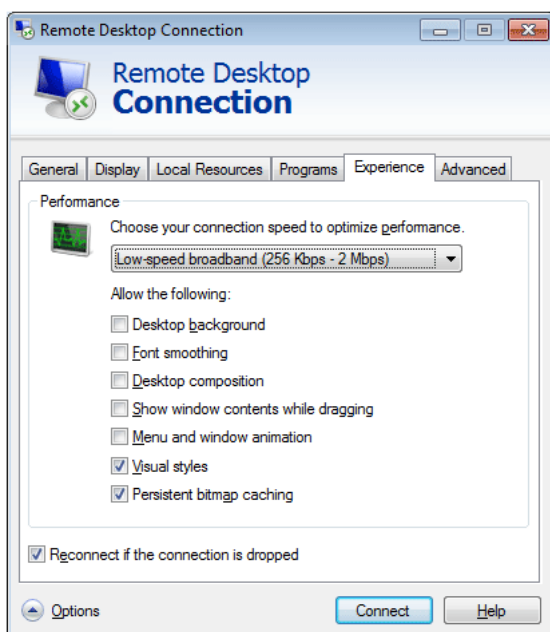 Remote Desktop Connection
Remote Desktop
Connection
General Display Local Resources Programs Experience Advanced
Performance
Choose your connection speed to optimize performance.
Low-speed broadband (256 Kbps - 2 Mbps)
Allow the following:
Desktop background
Font smoothing
Desktop composition
Show window contents while dragging
Menu and window animation
Visual styles
Persistent bitmap caching
Reconnect if the connection is dropped
Options Connect Help